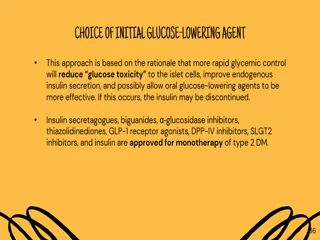 CHOICE OF INITIAL GLUCOSE-LOWERING AGENT
• This approach is based on the rationale that more rapid glycemic control
will reduce “glucose toxicity” to the islet cells, improve endogenous
insulin secretion, and possibly allow oral glucose-lowering agents to be
more effective. If this occurs, the insulin may be discontinued.
• Insulin secretagogues, biguanides, α-glucosidase inhibitors,
thiazolidinediones, GLP-1 receptor agonists, DPP-IV inhibitors, SLGT2
inhibitors, and insulin are approved for monotherapy of type 2 DM.